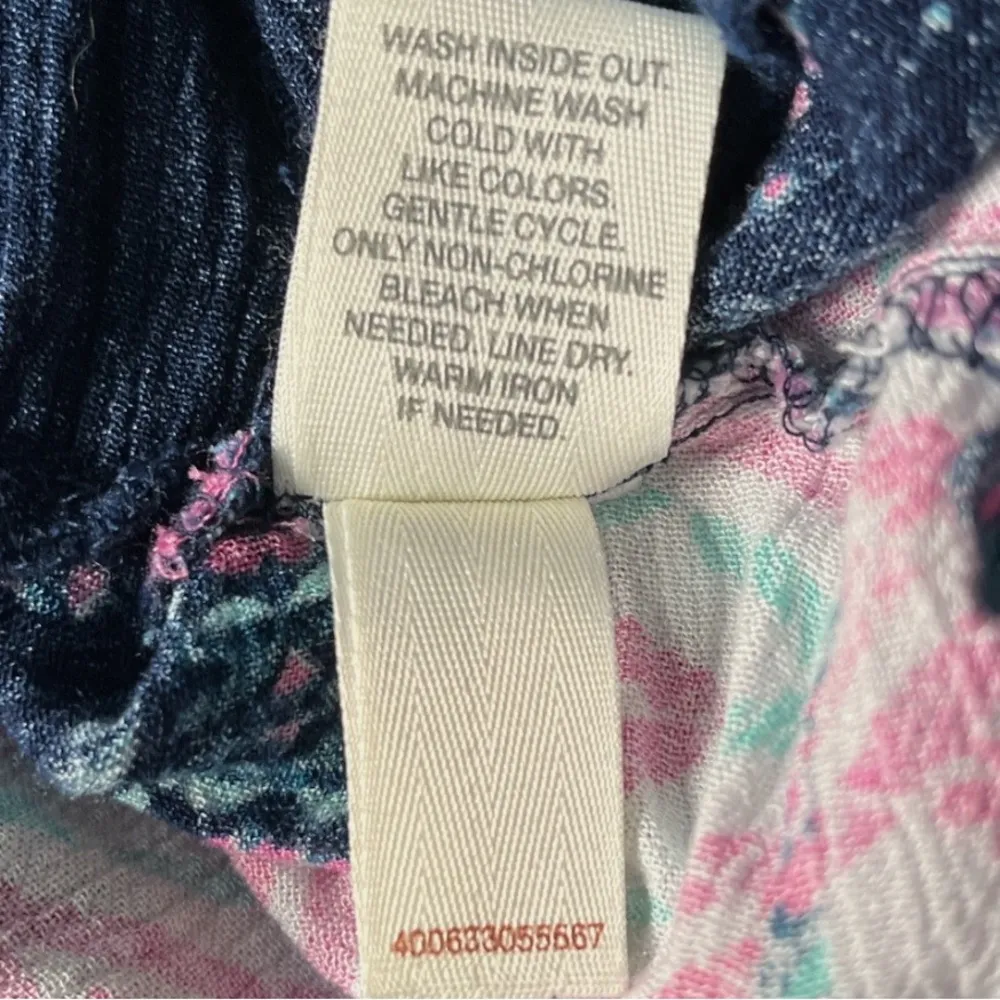 WASH INSIDE OUT.
MACHINE WASH
COLD WITH
LIKE COLORS.
GENTLE CYCLE.
ONLY NON-CHLORINE
BLEACH WHEN
NEEDED. LINE DRY.
WARM IRON
IF NEEDED.
400633055567